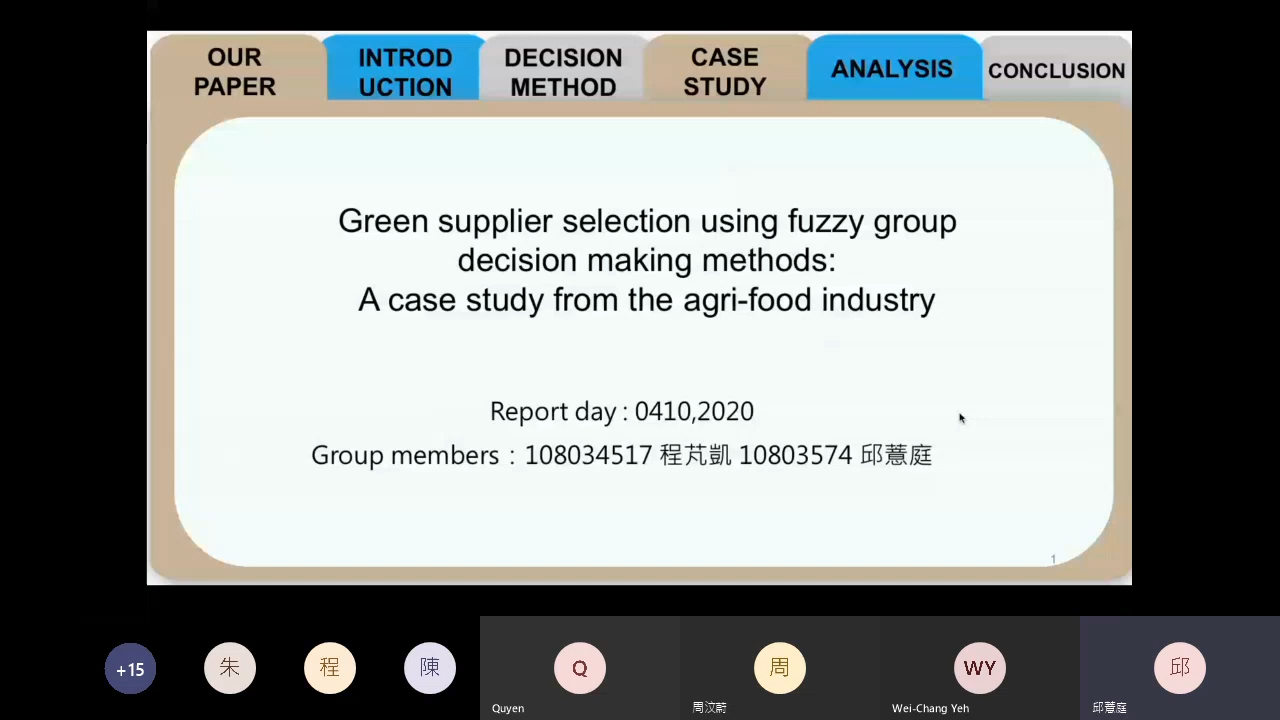 OUR
PAPER
INTROD
UCTION
DECISION
METHOD
CASE
STUDY
ANALYSIS
CONCLUSION
Green supplier selection using fuzzy group
decision making methods:
A case study from the agri-food industry
Report day : 0410,2020
Group members：108034517 程芃凱 10803574 邱薏庭
1
+15
朱
程
陳
Q
周
WY
邱
Quyen
周汶蔚
Wei-Chang Yeh
邱薏庭